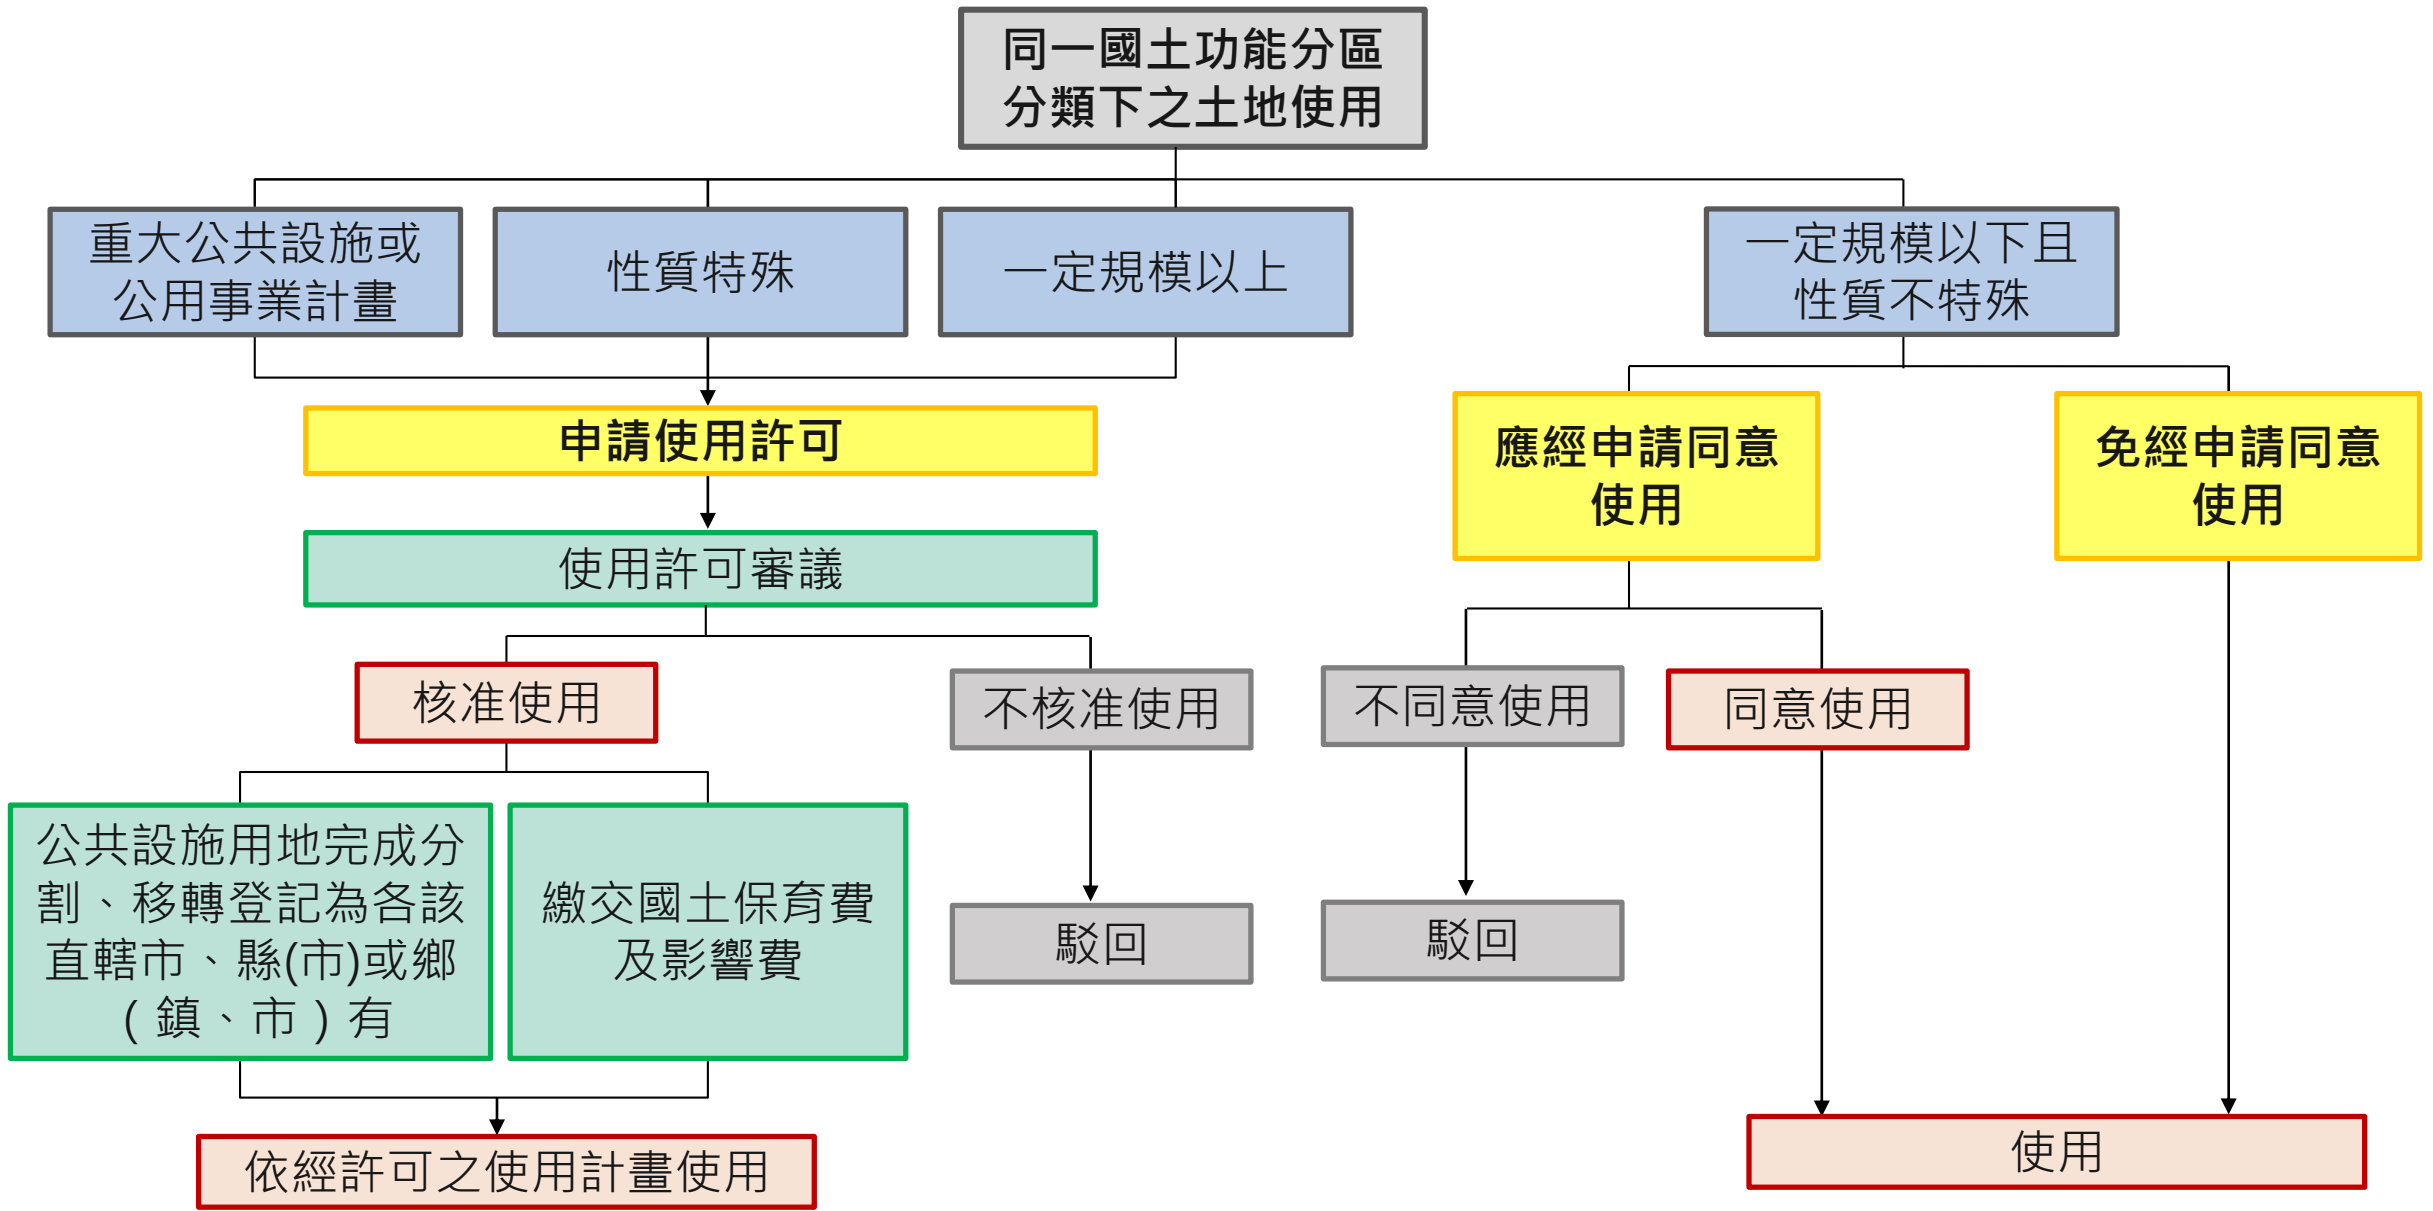 同一國土功能分區
分類下之土地使用
重大公共設施或
公用事業計畫
性質特殊
一定規模以上
一定規模以下且
性質不特殊
申請使用許可
應經申請同意
使用
免經申請同意
使用
使用許可審議
核准使用
不核准使用
不同意使用
同意使用
公共設施用地完成分
割、移轉登記為各該
直轄市、縣(市)或鄉
(鎮、市)有
繳交國土保育費
及影響費
駁回
駁回
依經許可之使用計畫使用
使用